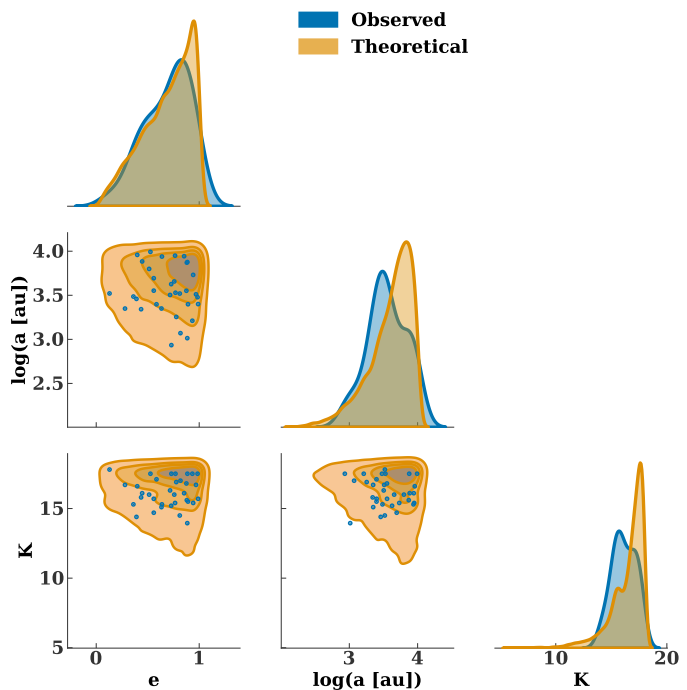 Observed
Theoretical
4.0
3.5
3.0
2.5
log(a [au])
15
10
5
K
0 1
e
3 4
log(a [au])
10 20
K